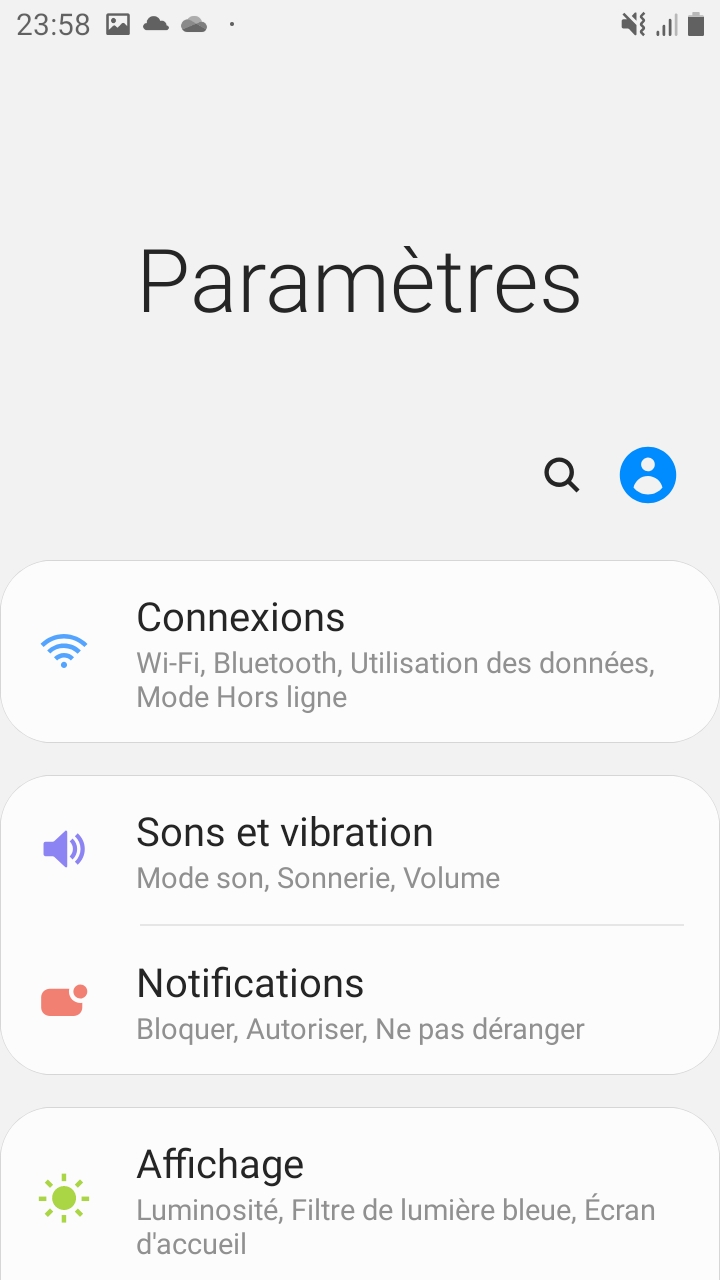 23:58
Paramètres
Connexions
Wi-Fi, Bluetooth, Utilisation des données,
Mode Hors ligne
Sons et vibration
Mode son, Sonnerie, Volume
Notifications
Bloquer, Autoriser, Ne pas déranger
Affichage
Luminosité, Filtre de lumière bleue, Écran
d'accueil